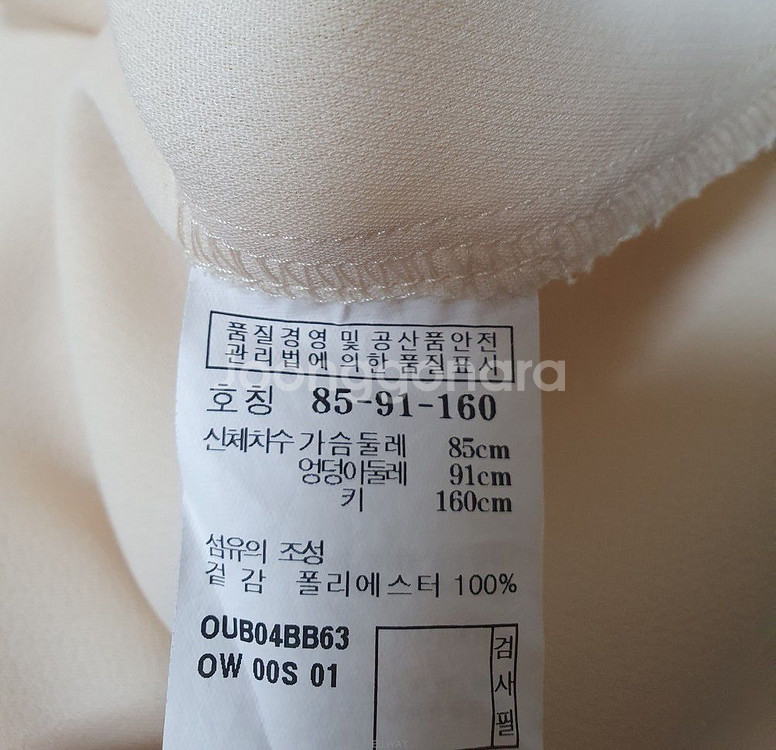 품질경영 및 공산품안전
관리법에 의한 품질표시
joonggonara
호칭 85-91-160
신체치수 가슴둘레 85cm
엉덩이둘레 91cm
키 160cm
섬유의 조성
겉감 폴리에스터 100%
OUB04BB63
OW 00S 01
검사필